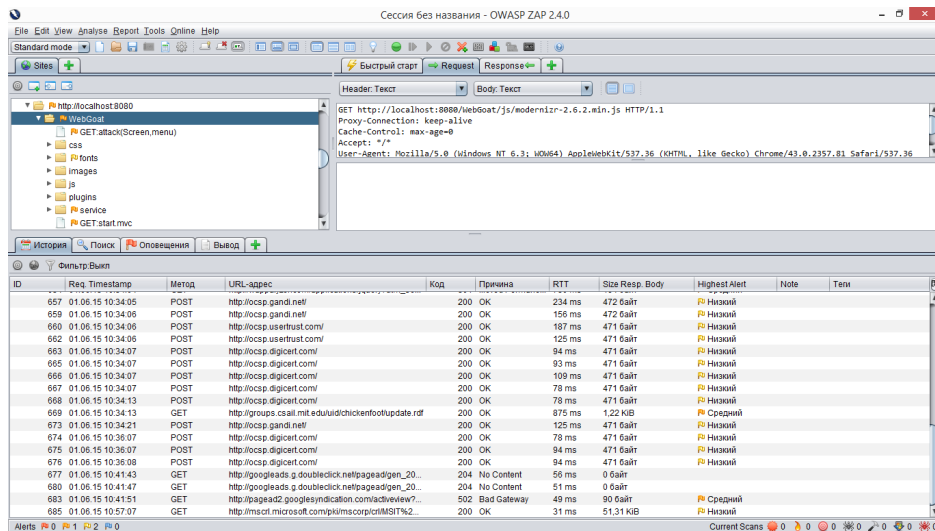 Сессия без названия - OWASP ZAP 2.4.0
File Edit View Analyse Report Tools Online Help
Standard mode
Sites
Быстрый старт Request Response
Header: Текст Body: Текст
http://localhost:8080
WebGoat
GET:attack(Screen,menu)
css
fonts
images
js
plugins
service
GET:start.mvc
GET http://localhost:8080/WebGoat/js/modernizr-2.6.2.min.js HTTP/1.1
Proxy-Connection: keep-alive
Cache-Control: max-age=0
Accept: */*
User-Agent: Mozilla/5.0 (Windows NT 6.3; WOW64) AppleWebKit/537.36 (KHTML, like Gecko) Chrome/43.0.2357.81 Safari/537.36
История Поиск Оповещения Вывод
Фильтр:Выкл
ID Req. Timestamp Метод URL-адрес Код Причина RTT Size Resp. Body Highest Alert Note Теги
657 01.06.15 10:34:05 POST http://ocsp.gandi.net/ 200 OK 234 ms 472 байт Низкий
659 01.06.15 10:34:06 POST http://ocsp.gandi.net/ 200 OK 156 ms 472 байт Низкий
660 01.06.15 10:34:06 POST http://ocsp.usertrust.com/ 200 OK 187 ms 471 байт Низкий
662 01.06.15 10:34:06 POST http://ocsp.usertrust.com/ 200 OK 125 ms 471 байт Низкий
663 01.06.15 10:34:07 POST http://ocsp.digicert.com/ 200 OK 94 ms 471 байт Низкий
665 01.06.15 10:34:07 POST http://ocsp.digicert.com/ 200 OK 93 ms 471 байт Низкий
666 01.06.15 10:34:07 POST http://ocsp.digicert.com/ 200 OK 109 ms 471 байт Низкий
667 01.06.15 10:34:07 POST http://ocsp.digicert.com/ 200 OK 78 ms 471 байт Низкий
668 01.06.15 10:34:13 POST http://ocsp.digicert.com/ 200 OK 78 ms 471 байт Низкий
669 01.06.15 10:34:13 GET http://groups.csail.mit.edu/uid/chickenfoot/update.rdf 200 OK 875 ms 1,22 KiB Средний
673 01.06.15 10:34:21 POST http://ocsp.gandi.net/ 200 OK 125 ms 471 байт Низкий
674 01.06.15 10:36:07 POST http://ocsp.digicert.com/ 200 OK 78 ms 471 байт Низкий
675 01.06.15 10:36:07 POST http://ocsp.digicert.com/ 200 OK 94 ms 471 байт Низкий
676 01.06.15 10:36:08 POST http://ocsp.digicert.com/ 200 OK 94 ms 471 байт Низкий
677 01.06.15 10:41:43 GET http://googleads.g.doubleclick.net/pagead/gen_20... 204 No Content 56 ms 0 байт
680 01.06.15 10:41:47 GET http://googleads.g.doubleclick.net/pagead/gen_20... 204 No Content 51 ms 0 байт
683 01.06.15 10:41:51 GET http://pagead2.googlesyndication.com/activeview?... 502 Bad Gateway 49 ms 90 байт Средний
685 01.06.15 10:57:07 GET http://mscrl.microsoft.com/pki/mscorp/crl/MSIT%2... 200 OK 31 ms 51,31 KiB Низкий
Alerts 0 1 2 0 Current Scans 0 0 0 0 0 0 0